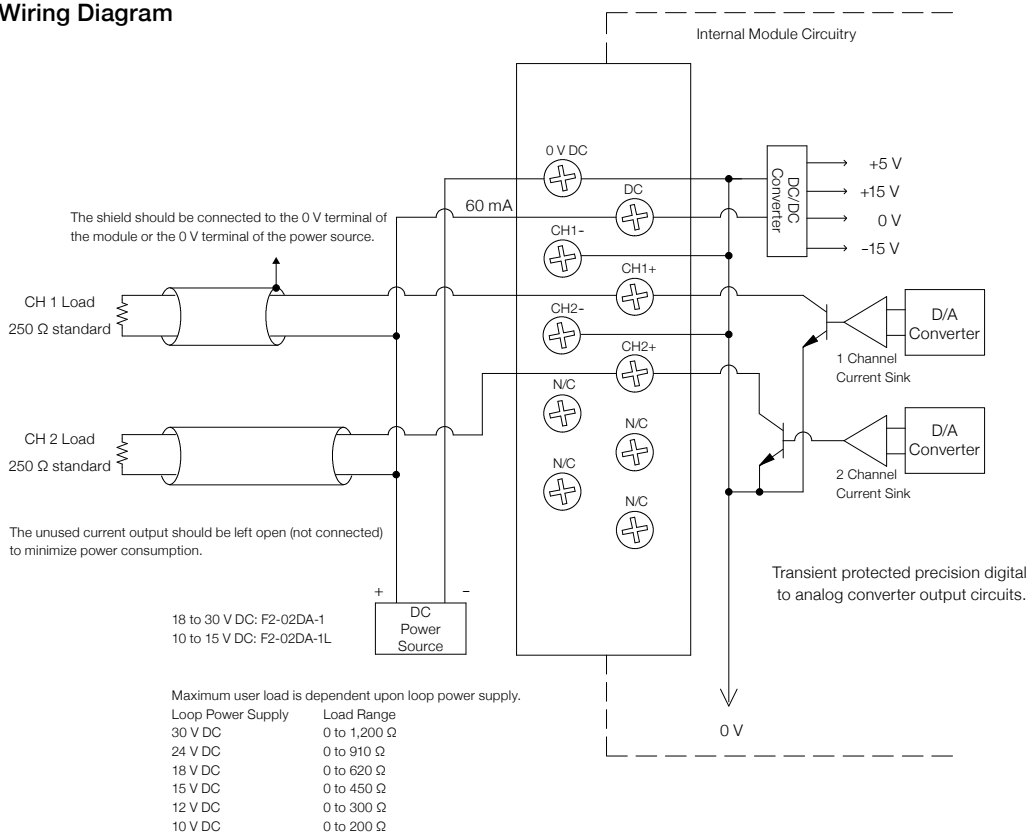 Wiring Diagram
Internal Module Circuitry
0 V DC
DC
60 mA
CH1-
CH1+
CH2-
CH2+
N/C
N/C
N/C
N/C
DC/DC
Converter
+5 V
+15 V
0 V
-15 V
The shield should be connected to the 0 V terminal of
the module or the 0 V terminal of the power source.
CH 1 Load
250 Ω standard
D/A
Converter
1 Channel
Current Sink
CH 2 Load
250 Ω standard
D/A
Converter
2 Channel
Current Sink
The unused current output should be left open (not connected)
to minimize power consumption.
Transient protected precision digital
to analog converter output circuits.
+
–
DC
Power
Source
18 to 30 V DC: F2-02DA-1
10 to 15 V DC: F2-02DA-1L
0 V
Maximum user load is dependent upon loop power supply.
Loop Power Supply Load Range
30 V DC 0 to 1,200 Ω
24 V DC 0 to 910 Ω
18 V DC 0 to 620 Ω
15 V DC 0 to 450 Ω
12 V DC 0 to 300 Ω
10 V DC 0 to 200 Ω